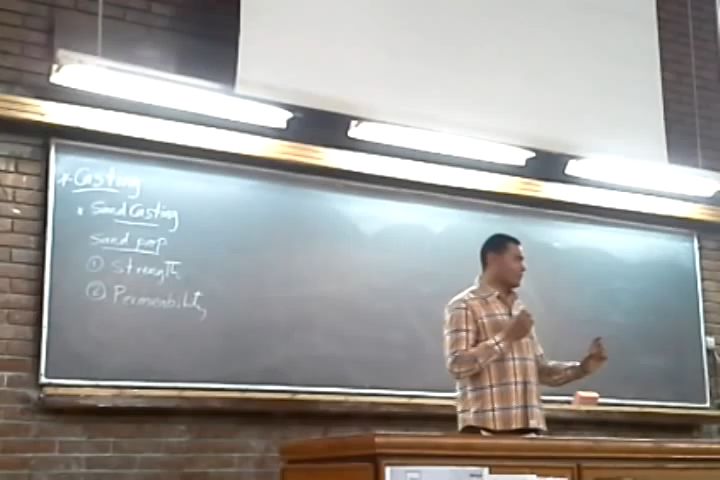 * Casting
• Sand Casting
Sand prop
① Strength
② Permeability